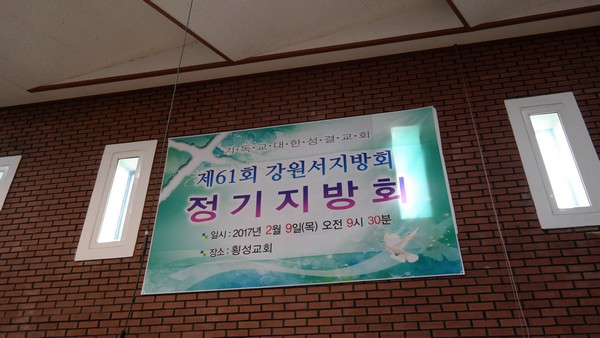 기·독·교·대·한·성·결·교·회
제61회 강원서지방회
정기지방회
일시 : 2017년 2월 9일(목) 오전 9시 30분
장소 : 횡성교회